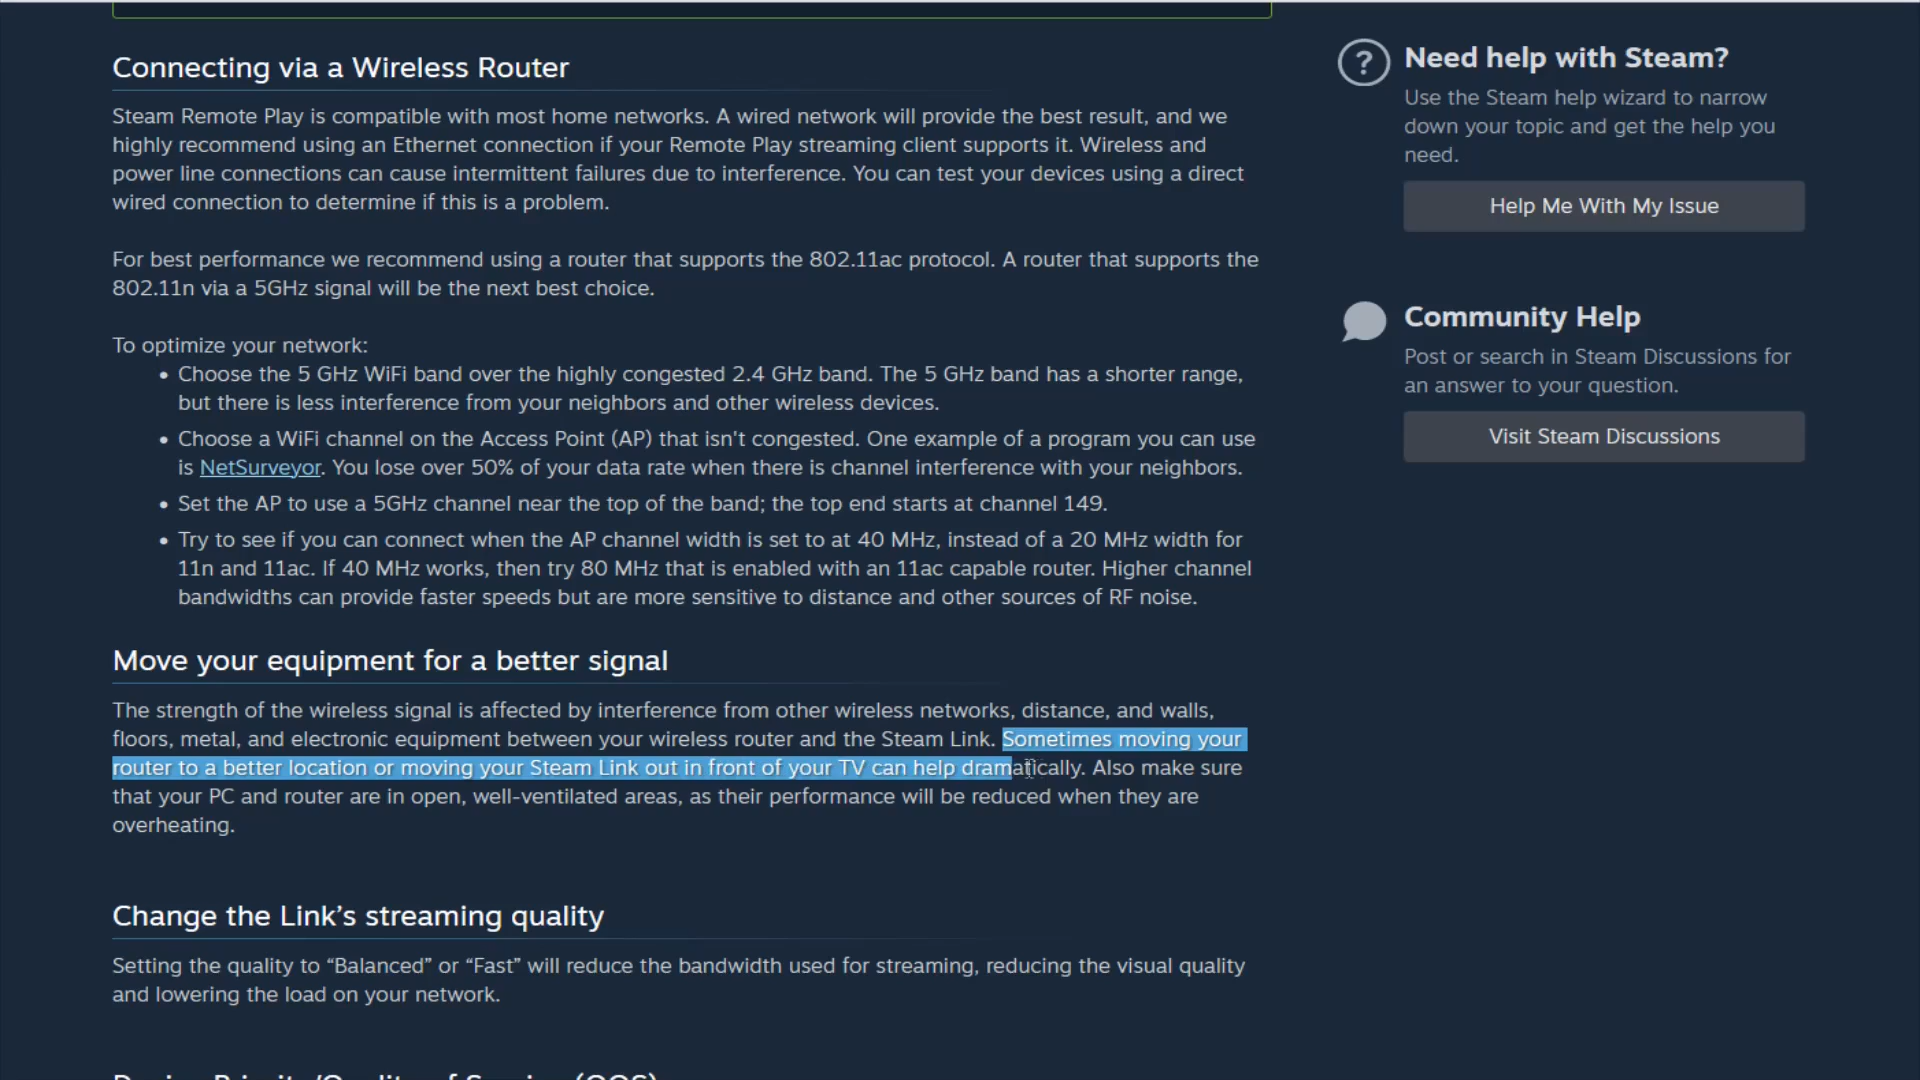 Connecting via a Wireless Router
Steam Remote Play is compatible with most home networks. A wired network will provide the best result, and we
highly recommend using an Ethernet connection if your Remote Play streaming client supports it. Wireless and
power line connections can cause intermittent failures due to interference. You can test your devices using a direct
wired connection to determine if this is a problem.
For best performance we recommend using a router that supports the 802.11ac protocol. A router that supports the
802.11n via a 5GHz signal will be the next best choice.
To optimize your network:
• Choose the 5 GHz WiFi band over the highly congested 2.4 GHz band. The 5 GHz band has a shorter range,
but there is less interference from your neighbors and other wireless devices.
• Choose a WiFi channel on the Access Point (AP) that isn't congested. One example of a program you can use
is NetSurveyor. You lose over 50% of your data rate when there is channel interference with your neighbors.
• Set the AP to use a 5GHz channel near the top of the band; the top end starts at channel 149.
• Try to see if you can connect when the AP channel width is set to at 40 MHz, instead of a 20 MHz width for
11n and 11ac. If 40 MHz works, then try 80 MHz that is enabled with an 11ac capable router. Higher channel
bandwidths can provide faster speeds but are more sensitive to distance and other sources of RF noise.
Move your equipment for a better signal
The strength of the wireless signal is affected by interference from other wireless networks, distance, and walls,
floors, metal, and electronic equipment between your wireless router and the Steam Link. Sometimes moving your
router to a better location or moving your Steam Link out in front of your TV can help dramatically. Also make sure
that your PC and router are in open, well-ventilated areas, as their performance will be reduced when they are
overheating.
Change the Link’s streaming quality
Setting the quality to “Balanced” or “Fast” will reduce the bandwidth used for streaming, reducing the visual quality
and lowering the load on your network.
Device Priority/Quality of Service (QOS)
Need help with Steam?
Use the Steam help wizard to narrow
down your topic and get the help you
need.
Help Me With My Issue
Community Help
Post or search in Steam Discussions for
an answer to your question.
Visit Steam Discussions